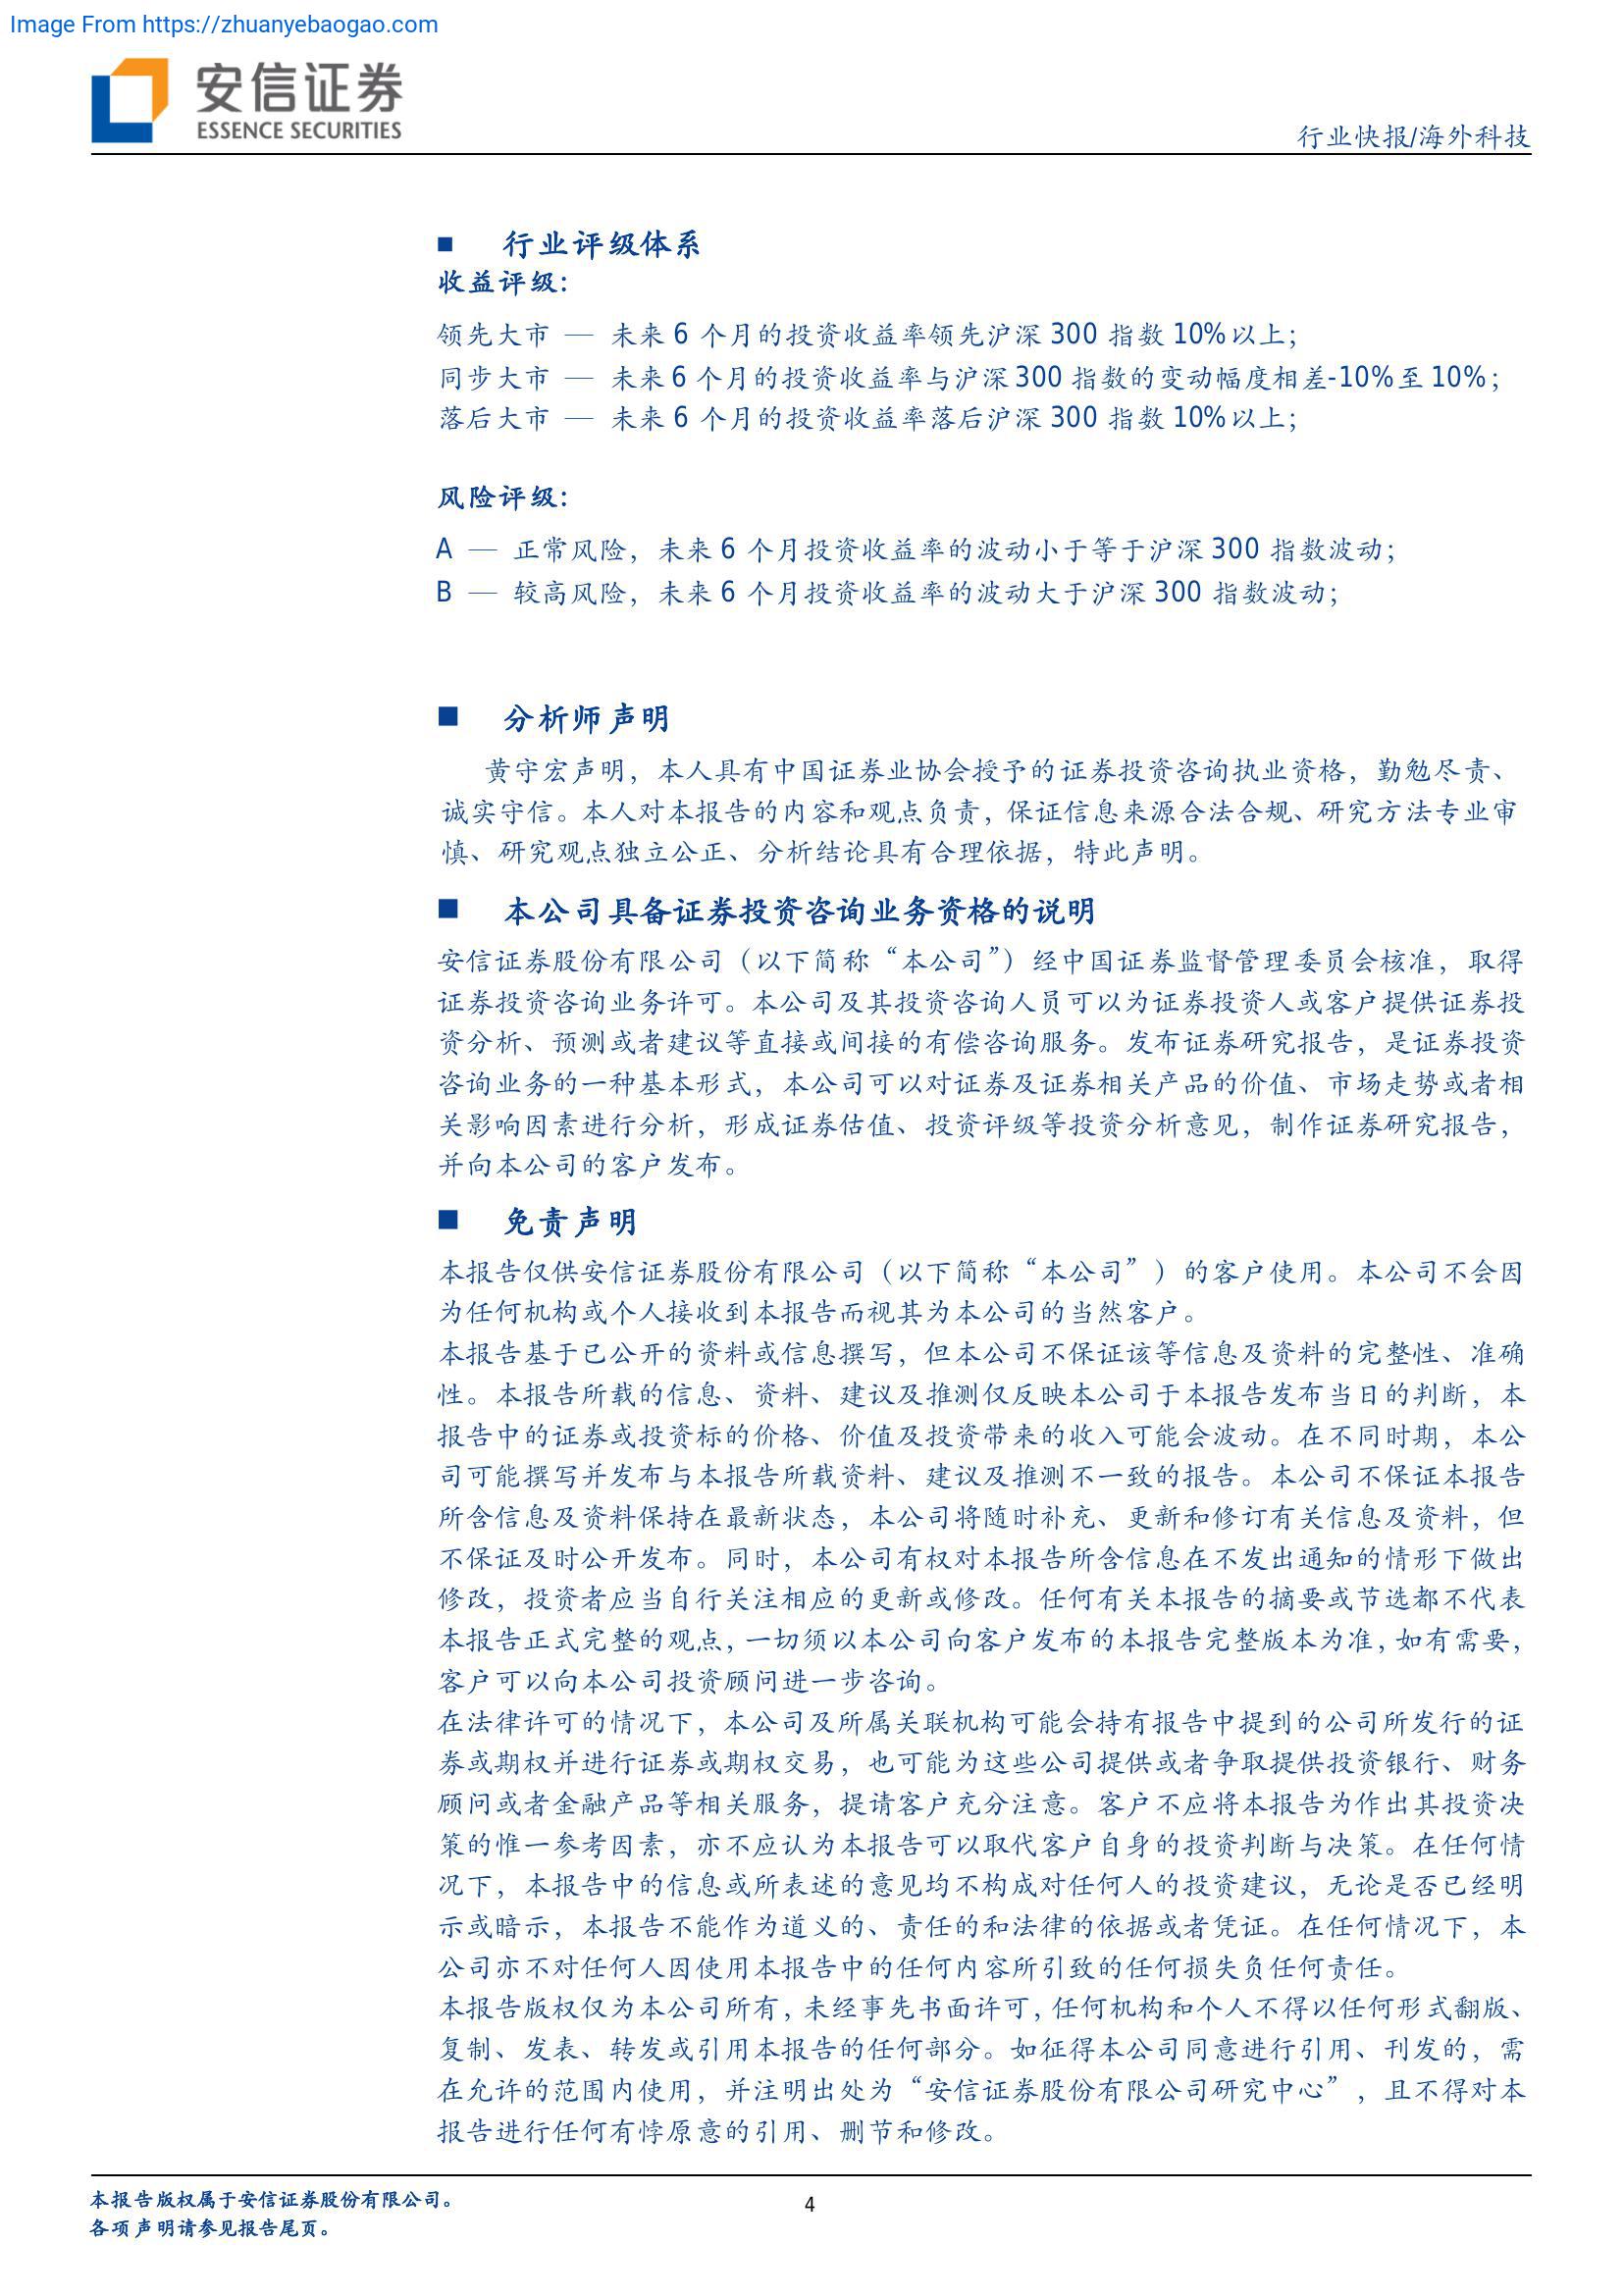 Image From https://zhuanyebaogao.com
安信证券
ESSENCE SECURITIES
行业快报/海外科技
■ 行业评级体系
收益评级：
领先大市 — 未来 6 个月的投资收益率领先沪深 300 指数 10%以上；
同步大市 — 未来 6 个月的投资收益率与沪深 300 指数的变动幅度相差-10%至 10%；
落后大市 — 未来 6 个月的投资收益率落后沪深 300 指数 10%以上；
风险评级：
A — 正常风险，未来 6 个月投资收益率的波动小于等于沪深 300 指数波动；
B — 较高风险，未来 6 个月投资收益率的波动大于沪深 300 指数波动；
■ 分析师声明
黄守宏声明，本人具有中国证券业协会授予的证券投资咨询执业资格，勤勉尽责、
诚实守信。本人对本报告的内容和观点负责，保证信息来源合法合规、研究方法专业审
慎、研究观点独立公正、分析结论具有合理依据，特此声明。
■ 本公司具备证券投资咨询业务资格的说明
安信证券股份有限公司（以下简称“本公司”）经中国证券监督管理委员会核准，取得
证券投资咨询业务许可。本公司及其投资咨询人员可以为证券投资人或客户提供证券投
资分析、预测或者建议等直接或间接的有偿咨询服务。发布证券研究报告，是证券投资
咨询业务的一种基本形式，本公司可以对证券及证券相关产品的价值、市场走势或者相
关影响因素进行分析，形成证券估值、投资评级等投资分析意见，制作证券研究报告，
并向本公司的客户发布。
■ 免责声明
本报告仅供安信证券股份有限公司（以下简称“本公司”）的客户使用。本公司不会因
为任何机构或个人接收到本报告而视其为本公司的当然客户。
本报告基于已公开的资料或信息撰写，但本公司不保证该等信息及资料的完整性、准确
性。本报告所载的信息、资料、建议及推测仅反映本公司于本报告发布当日的判断，本
报告中的证券或投资标的价格、价值及投资带来的收入可能会波动。在不同时期，本公
司可能撰写并发布与本报告所载资料、建议及推测不一致的报告。本公司不保证本报告
所含信息及资料保持在最新状态，本公司将随时补充、更新和修订有关信息及资料，但
不保证及时公开发布。同时，本公司有权对本报告所含信息在不发出通知的情形下做出
修改，投资者应当自行关注相应的更新或修改。任何有关本报告的摘要或节选都不代表
本报告正式完整的观点，一切须以本公司向客户发布的本报告完整版本为准，如有需要，
客户可以向本公司投资顾问进一步咨询。
在法律许可的情况下，本公司及所属关联机构可能会持有报告中提到的公司所发行的证
券或期权并进行证券或期权交易，也可能为这些公司提供或者争取提供投资银行、财务
顾问或者金融产品等相关服务，提请客户充分注意。客户不应将本报告为作出其投资决
策的惟一参考因素，亦不应认为本报告可以取代客户自身的投资判断与决策。在任何情
况下，本报告中的信息或所表述的意见均不构成对任何人的投资建议，无论是否已经明
示或暗示，本报告不能作为道义的、责任的和法律的依据或者凭证。在任何情况下，本
公司亦不对任何人因使用本报告中的任何内容所引致的任何损失负任何责任。
本报告版权仅为本公司所有，未经事先书面许可，任何机构和个人不得以任何形式翻版、
复制、发表、转发或引用本报告的任何部分。如征得本公司同意进行引用、刊发的，需
在允许的范围内使用，并注明出处为“安信证券股份有限公司研究中心”，且不得对本
报告进行任何有悖原意的引用、删节和修改。
本报告版权属于安信证券股份有限公司。
各项声明请参见报告尾页。
4